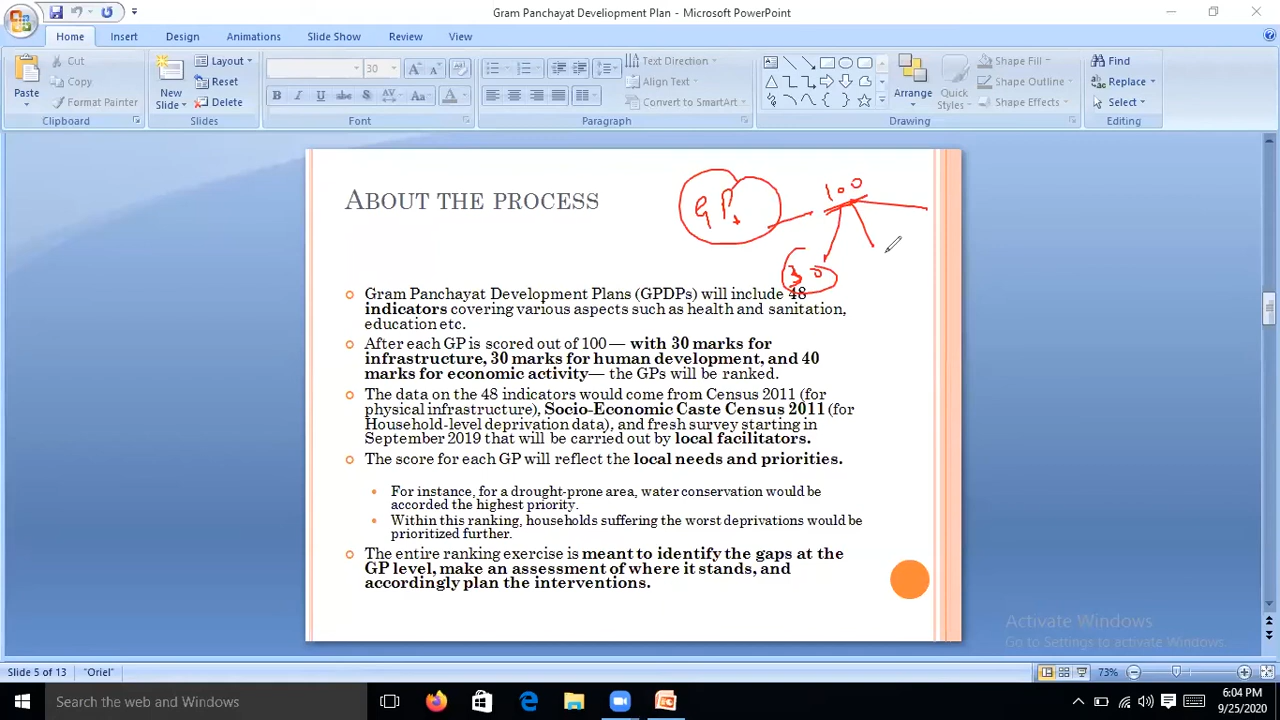 Gram Panchayat Develiopment Plan - Microsoft PowerPoint
Home Insert Design Animations Slide Show Review View
Paste
Cut
Copy
Format Painter
Clipboard
New Slide
Layout
Reset
Delete
Slides
30
B I U abc S AV Aa A
Font
Text Direction
Align Text
Convert to SmartArt
Paragraph
Arrange
Quick Styles
Shape Fill
Shape Outline
Shape Effects
Drawing
Find
Replace
Select
Editing
ABOUT THE PROCESS
GP
100
30
Gram Panchayat Development Plans (GPDPs) will include 48
indicators covering various aspects such as health and sanitation,
education etc.
After each GP is scored out of 100— with 30 marks for
infrastructure, 30 marks for human development, and 40
marks for economic activity— the GPs will be ranked.
The data on the 48 indicators would come from Census 2011 (for
physical infrastructure), Socio-Economic Caste Census 2011 (for
Household-level deprivation data), and fresh survey starting in
September 2019 that will be carried out by local facilitators.
The score for each GP will reflect the local needs and priorities.
For instance, for a drought-prone area, water conservation would be
accorded the highest priority.
Within this ranking, households suffering the worst deprivations would be
prioritized further.
The entire ranking exercise is meant to identify the gaps at the
GP level, make an assessment of where it stands, and
accordingly plan the interventions.
Activate Windows
Go to Settings to activate Windows.
Slide 5 of 13 "Oriel" 73%
Search the web and Windows
6:04 PM
9/25/2020